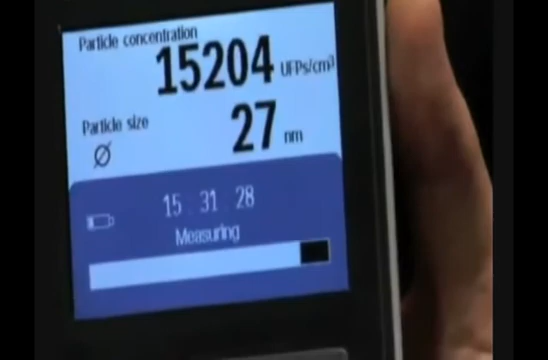 Particle concentration
15204 UFPs/cm³
Particle size
Ø 27 nm
15 : 31 : 28
Measuring